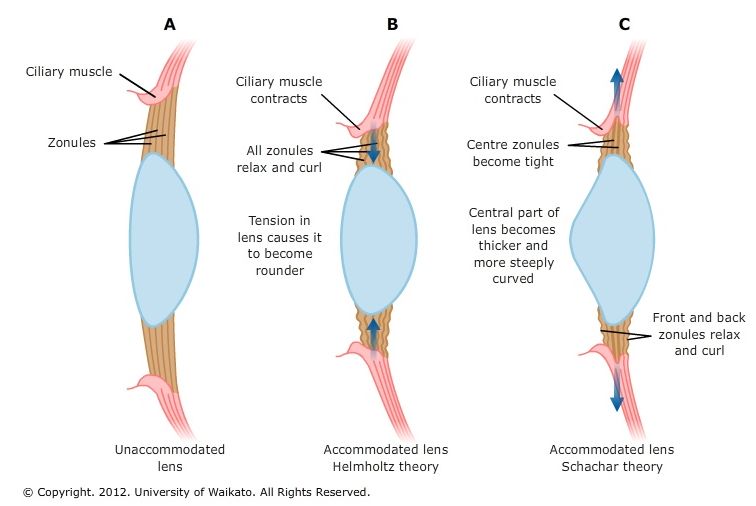 A
Ciliary muscle
Zonules
Unaccommodated
lens
B
Ciliary muscle
contracts
All zonules
relax and curl
Tension in
lens causes it
to become
rounder
Accommodated lens
Helmholtz theory
C
Ciliary muscle
contracts
Centre zonules
become tight
Central part of
lens becomes
thicker and
more steeply
curved
Front and back
zonules relax
and curl
Accommodated lens
Schachar theory
© Copyright. 2012. University of Waikato. All Rights Reserved.